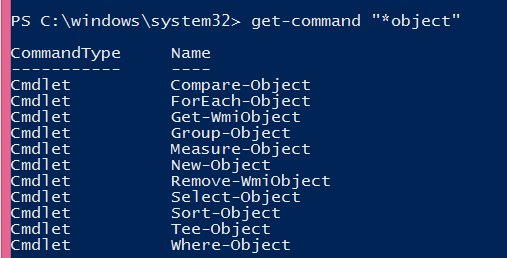 PS C:\windows\system32> get-command "*object"
CommandType Name
----------- ----
Cmdlet Compare-Object
Cmdlet ForEach-Object
Cmdlet Get-WmiObject
Cmdlet Group-Object
Cmdlet Measure-Object
Cmdlet New-Object
Cmdlet Remove-WmiObject
Cmdlet Select-Object
Cmdlet Sort-Object
Cmdlet Tee-Object
Cmdlet Where-Object